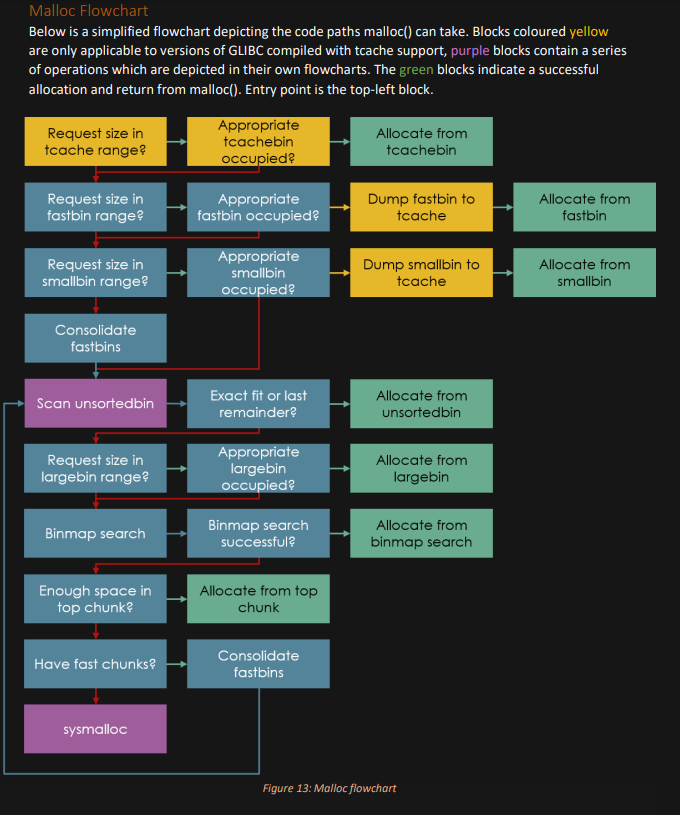 Malloc Flowchart
Below is a simplified flowchart depicting the code paths malloc() can take. Blocks coloured yellow
are only applicable to versions of GLIBC compiled with tcache support, purple blocks contain a series
of operations which are depicted in their own flowcharts. The green blocks indicate a successful
allocation and return from malloc(). Entry point is the top-left block.
Request size in
tcache range?
Appropriate
tcachebin
occupied?
Allocate from
tcachebin
Request size in
fastbin range?
Appropriate
fastbin occupied?
Dump fastbin to
tcache
Allocate from
fastbin
Request size in
smallbin range?
Appropriate
smallbin
occupied?
Dump smallbin to
tcache
Allocate from
smallbin
Consolidate
fastbins
Scan unsortedbin
Exact fit or last
remainder?
Allocate from
unsortedbin
Request size in
largebin range?
Appropriate
largebin
occupied?
Allocate from
largebin
Binmap search
Binmap search
successful?
Allocate from
binmap search
Enough space in
top chunk?
Allocate from top
chunk
Have fast chunks?
Consolidate
fastbins
sysmalloc
Figure 13: Malloc flowchart